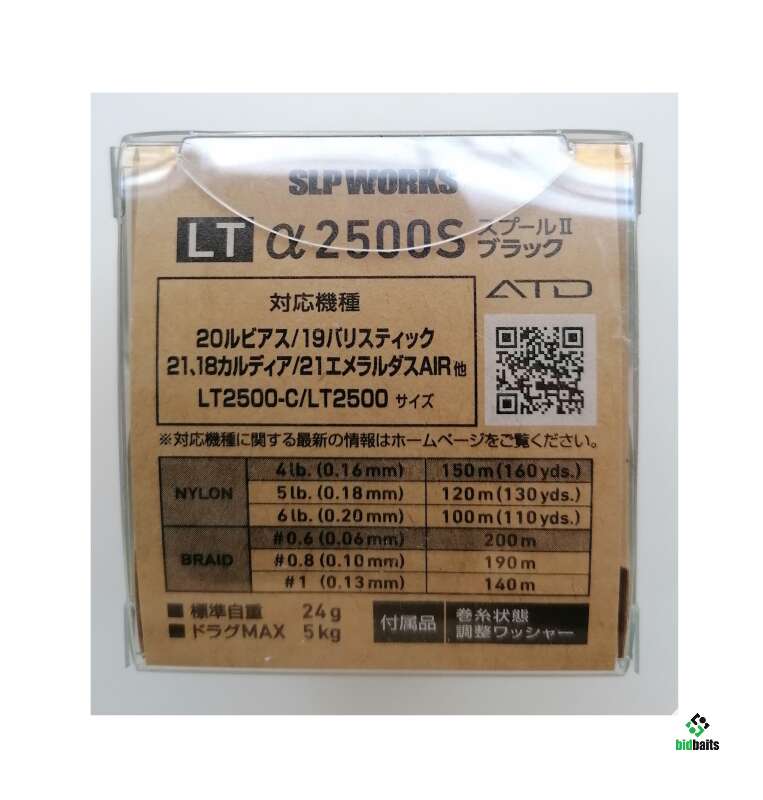 SLP WORKS
LT α2500S スプールⅡ
ブラック
ATD
対応機種
20ルビアス/19バリスティック
21、18カルディア/21エメラルダスAIR 他
LT2500-C/LT2500 サイズ
※対応機種に関する最新の情報はホームページをご覧ください。
NYLON
4lb. (0.16mm) 150m(160yds.)
5lb. (0.18mm) 120m(130yds.)
6lb. (0.20mm) 100m(110yds.)
BRAID
#0.6(0.06mm) 200m
#0.8(0.10mm) 190m
#1 (0.13mm) 140m
■ 標準自重 24g
■ ドラグMAX 5kg
付属品 巻糸状態
調整ワッシャー
bidbaits